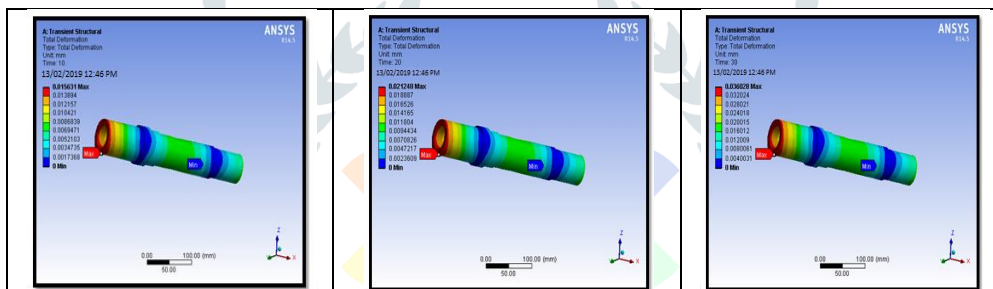 A: Transient Structural
Total Deformation
Type: Total Deformation
Unit: mm
Time: 10
13/02/2019 12:46 PM
0.015631 Max
0.013894
0.012157
0.010421
0.0086839
0.0069471
0.0052103
0.0034735
0.0017368
0 Min
ANSYS
R14.5
Max
Min
0.00 100.00 (mm)
50.00
Z
X
A: Transient Structural
Total Deformation
Type: Total Deformation
Unit: mm
Time: 20
13/02/2019 12:46 PM
0.021248 Max
0.018887
0.016526
0.014165
0.011804
0.0094434
0.0070826
0.0047217
0.0023609
0 Min
ANSYS
R14.5
Max
Min
0.00 100.00 (mm)
50.00
Z
X
A: Transient Structural
Total Deformation
Type: Total Deformation
Unit: mm
Time: 30
13/02/2019 12:46 PM
0.036028 Max
0.032024
0.028021
0.024018
0.020015
0.016012
0.012009
0.0080061
0.0040031
0 Min
ANSYS
R14.5
Max
Min
0.00 100.00 (mm)
50.00
Z
X